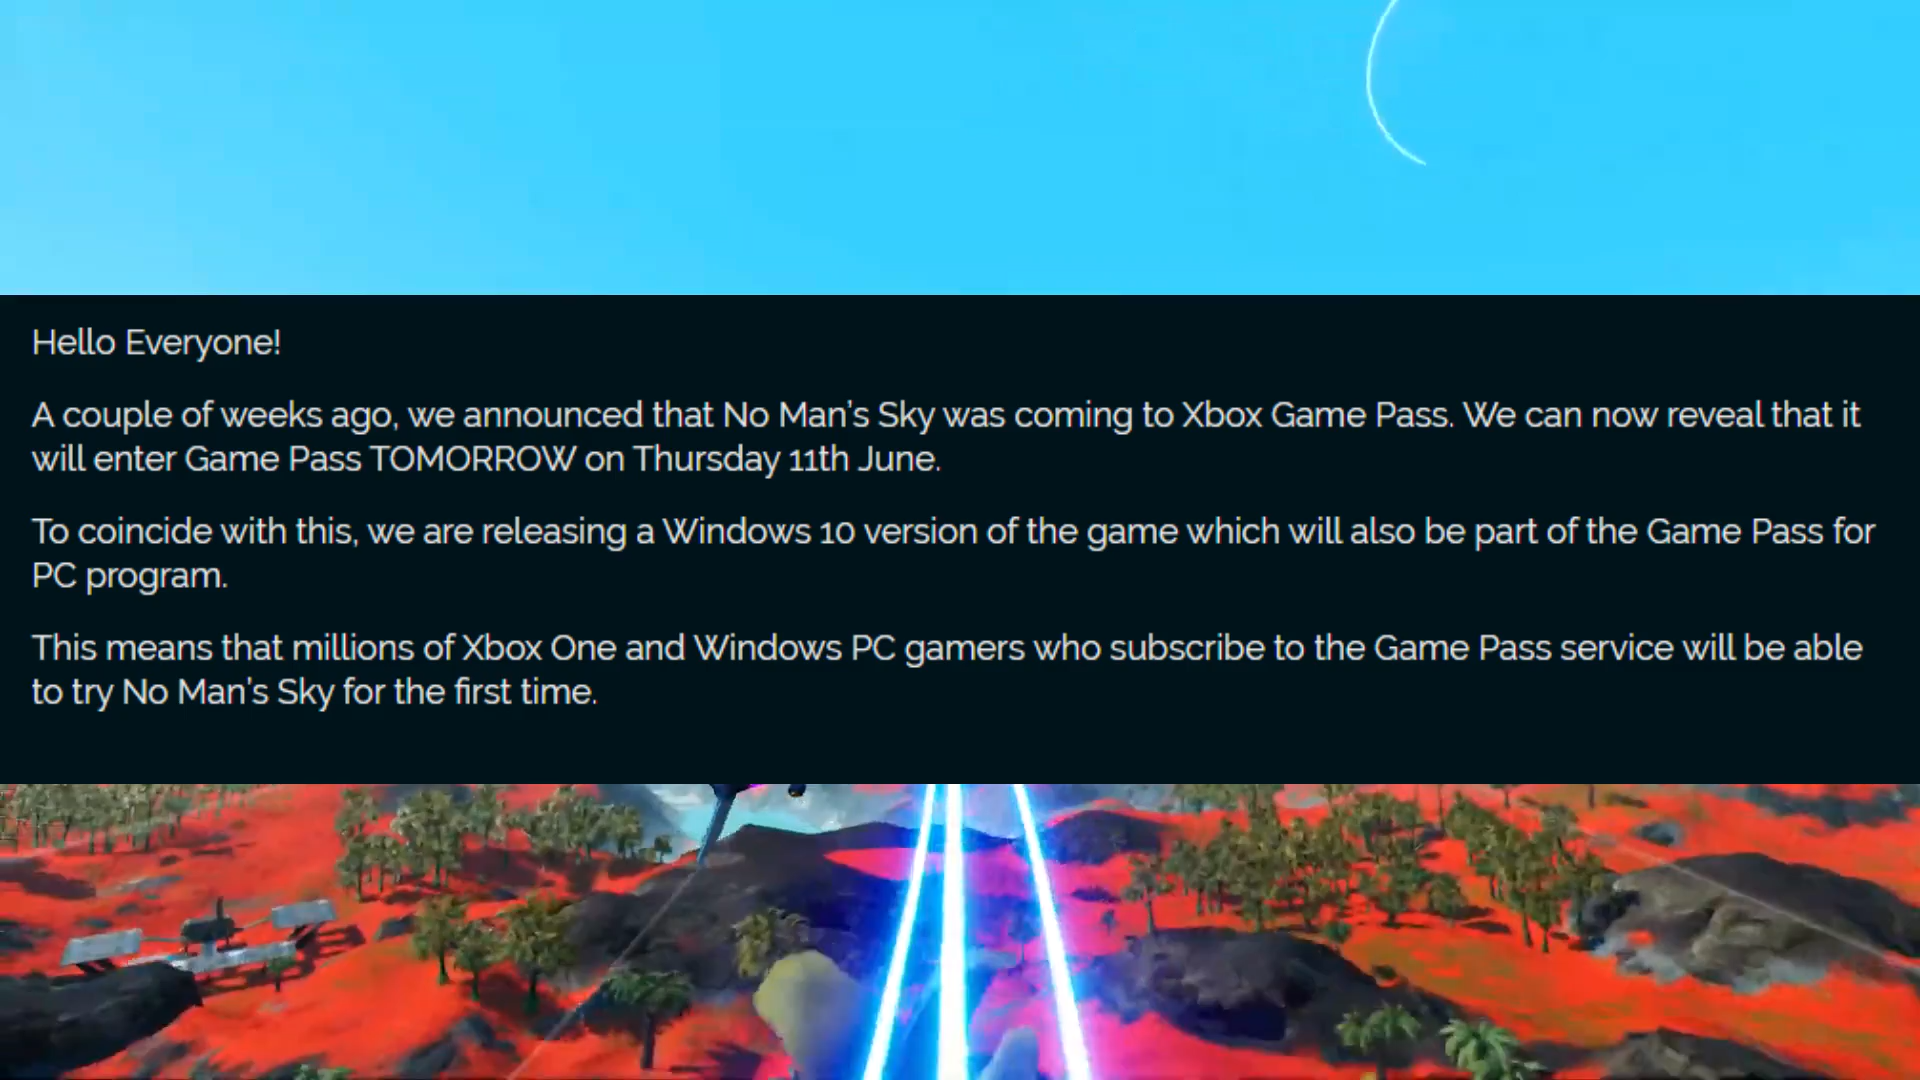 Hello Everyone!
A couple of weeks ago, we announced that No Man's Sky was coming to Xbox Game Pass. We can now reveal that it
will enter Game Pass TOMORROW on Thursday 11th June.
To coincide with this, we are releasing a Windows 10 version of the game which will also be part of the Game Pass for
PC program.
This means that millions of Xbox One and Windows PC gamers who subscribe to the Game Pass service will be able
to try No Man's Sky for the first time.